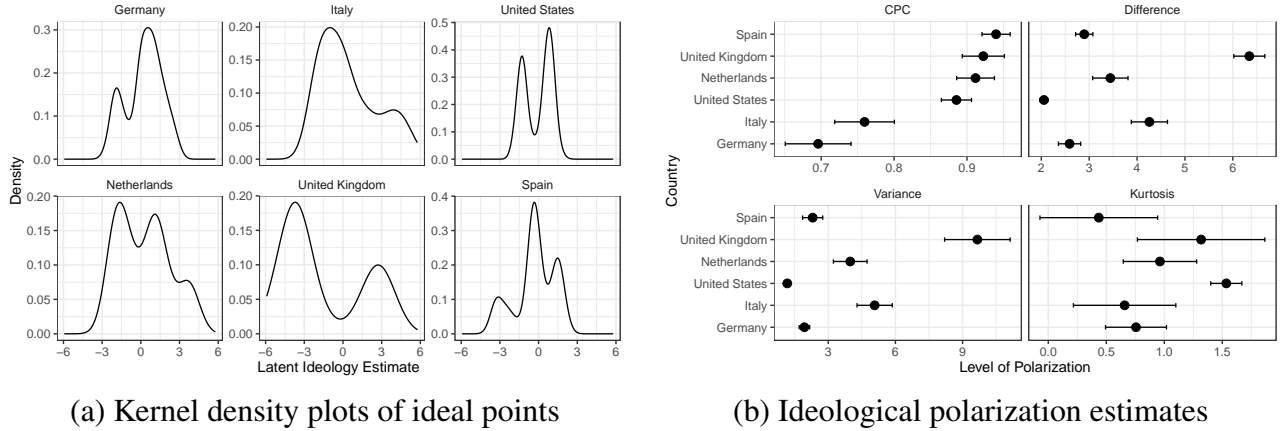 Germany Italy United States
0.3 0.20 0.5
0.4
0.15
0.2 0.3
0.10
0.2
0.1 0.05
0.1
0.0 0.00 0.0
Density
Netherlands United Kingdom Spain
0.20 0.20 0.4
0.15 0.15 0.3
0.10 0.10 0.2
0.05 0.05 0.1
0.00 0.00 0.0
−6 −3 0 3 6 −6 −3 0 3 6 −6 −3 0 3 6
Latent Ideology Estimate
(a) Kernel density plots of ideal points
CPC Difference
Spain
United Kingdom
Netherlands
United States
Italy
Germany
0.7 0.8 0.9 2 3 4 5 6
Country
Variance Kurtosis
Spain
United Kingdom
Netherlands
United States
Italy
Germany
3 6 9 0.0 0.5 1.0 1.5
Level of Polarization
(b) Ideological polarization estimates